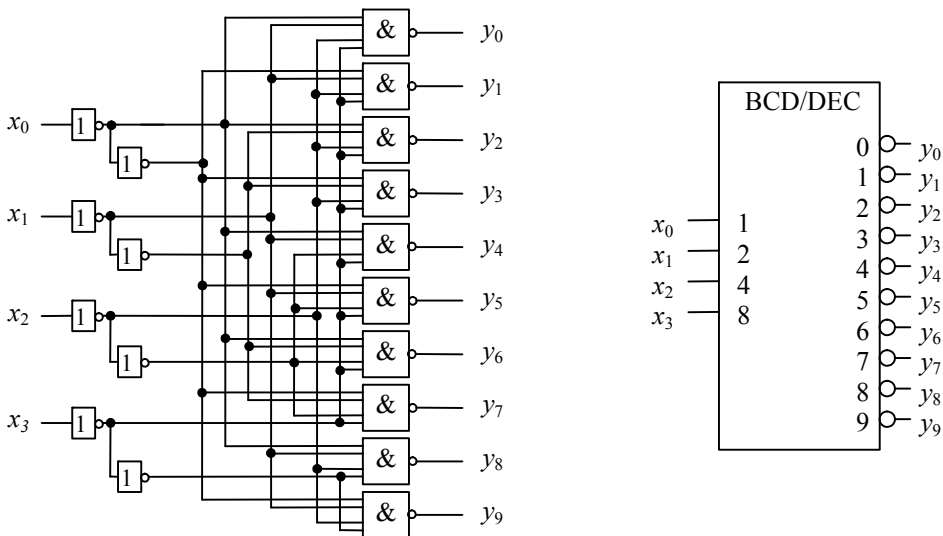 & y₀
& y₁
x₀ 1 1 & y₂
& y₃
x₁ 1 1 & y₄
& y₅
x₂ 1 1 & y₆
& y₇
x₃ 1 1 & y₈
& y₉
BCD/DEC
0 y₀
1 y₁
2 y₂
x₀ 1 3 y₃
x₁ 2 4 y₄
x₂ 4 5 y₅
x₃ 8 6 y₆
7 y₇
8 y₈
9 y₉